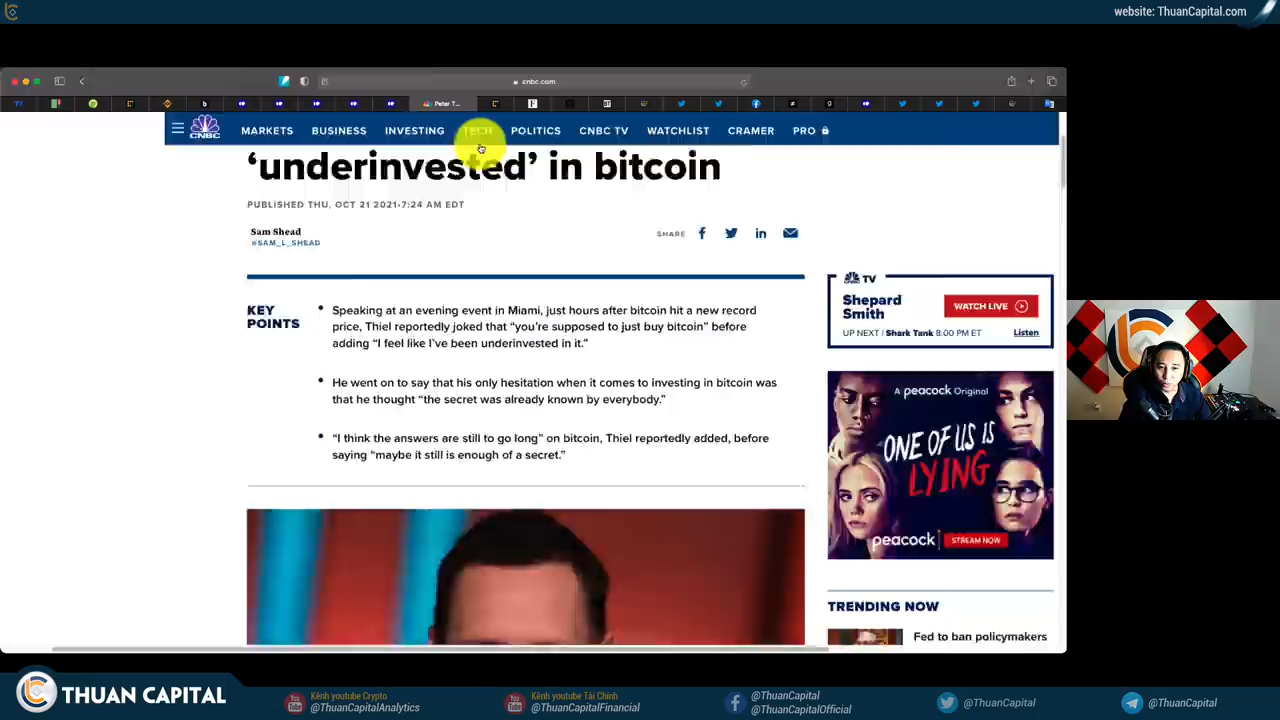 website: ThuanCapital.com
cnbc.com
Peter T...
CNBC
MARKETS
BUSINESS
INVESTING
TECH
POLITICS
CNBC TV
WATCHLIST
CRAMER
PRO
‘underinvested’ in bitcoin
PUBLISHED THU, OCT 21 2021•7:24 AM EDT
Sam Shead
@SAM_L_SHEAD
SHARE
KEY
POINTS
Speaking at an evening event in Miami, just hours after bitcoin hit a new record
price, Thiel reportedly joked that “you’re supposed to just buy bitcoin” before
adding “I feel like I’ve been underinvested in it.”
He went on to say that his only hesitation when it comes to investing in bitcoin was
that he thought “the secret was already known by everybody.”
“I think the answers are still to go long” on bitcoin, Thiel reportedly added, before
saying “maybe it still is enough of a secret.”
TV
Shepard
Smith
WATCH LIVE
UP NEXT / Shark Tank 8:00 PM ET
Listen
A peacock Original
ONE OF US IS
LYING
peacock
STREAM NOW
TRENDING NOW
Fed to ban policymakers
THUAN CAPITAL
Kênh youtube Crypto
@ThuanCapitalAnalytics
Kênh youtube Tài Chính
@ThuanCapitalFinancial
@ThuanCapital
@ThuanCapitalOfficial
@ThuanCapital
@ThuanCapital